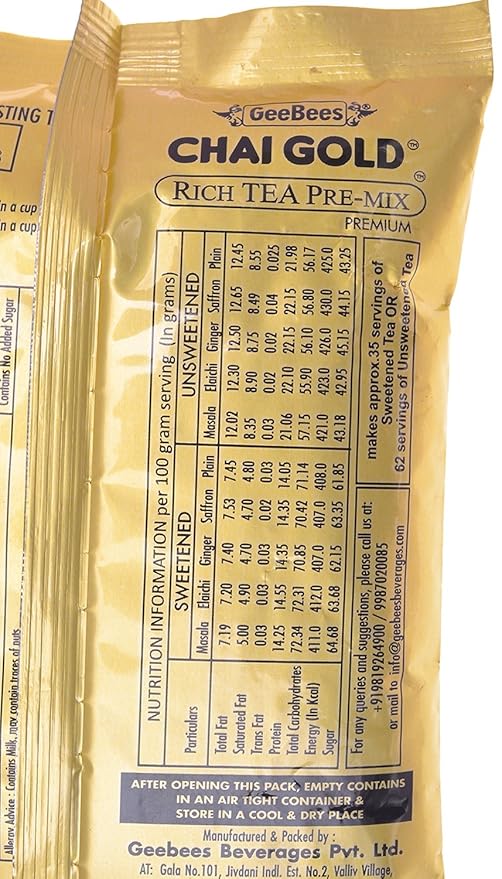 STING T
in a cup
in a cup
Contains No Added Sugar
Allergy Advice : Contains Milk, may contain traces of nuts
GeeBees ®
CHAI GOLD TM
RICH TEA PRE-MIX TM
PREMIUM
NUTRITION INFORMATION per 100 gram serving (In grams)
SWEETENED UNSWEETENED
Particulars Masala Elaichi Ginger Saffron Plain Masala Elaichi Ginger Saffron Plain
Total Fat 7.19 7.20 7.40 7.53 7.45 12.02 12.30 12.50 12.65 12.45
Saturated Fat 5.00 4.90 4.70 4.70 4.80 8.35 8.90 8.75 8.49 8.55
Trans Fat 0.03 0.03 0.03 0.02 0.03 0.03 0.02 0.02 0.04 0.025
Protein 14.25 14.55 14.35 14.35 14.05 21.06 22.10 22.15 22.15 21.98
Total Carbohydrates 72.34 72.31 70.85 70.42 71.14 57.15 55.90 56.10 56.80 56.17
Energy (In Kcal) 411.0 412.0 407.0 407.0 408.0 421.0 423.0 426.0 430.0 425.0
Sugar 64.68 63.68 62.15 63.35 61.85 43.18 42.95 45.15 44.15 43.25
For any queries and suggestions, please call us at:
+919819264900 / 9987020085
or mail to info@geebeesbeverages.com
makes approx.35 servings of
Sweetened Tea OR
62 servings of Unsweetened Tea
AFTER OPENING THIS PACK, EMPTY CONTAINS
IN AN AIR TIGHT CONTAINER &
STORE IN A COOL & DRY PLACE
Manufactured & Packed by :
Geebees Beverages Pvt. Ltd.
AT: Gala No.101, Jivdani Indl. Est. No.2, Valliv Village,